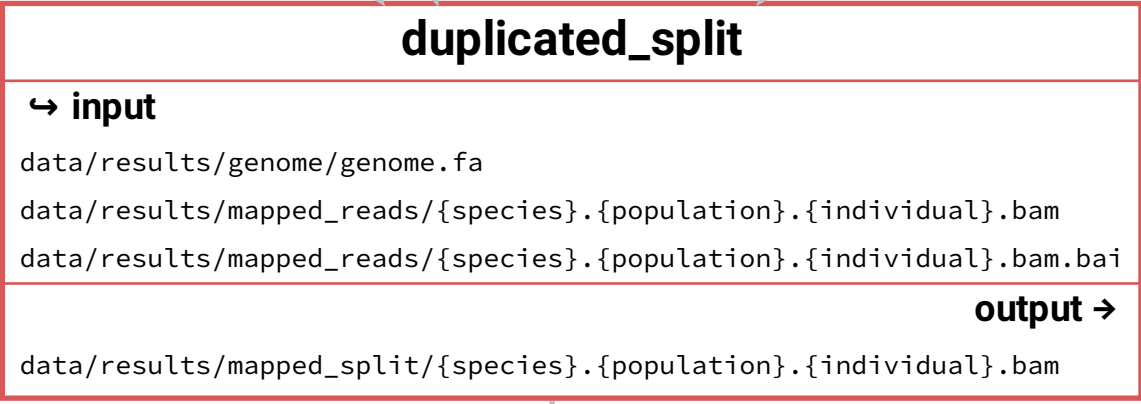 duplicated_split
↪ input
data/results/genome/genome.fa
data/results/mapped_reads/{species}.{population}.{individual}.bam
data/results/mapped_reads/{species}.{population}.{individual}.bam.bai
output →
data/results/mapped_split/{species}.{population}.{individual}.bam